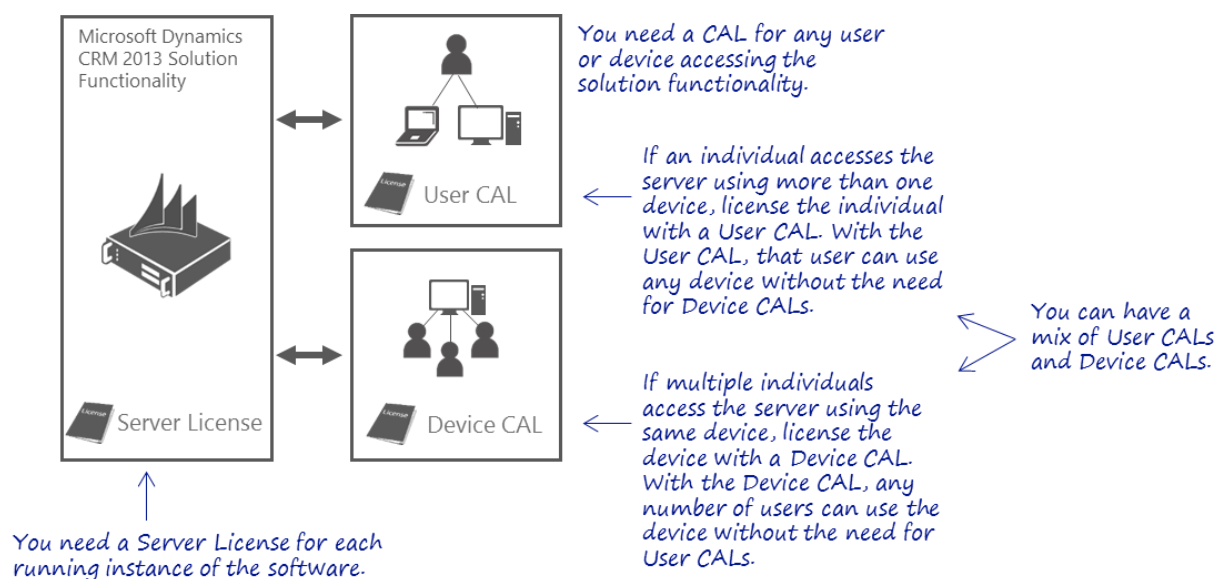 Microsoft Dynamics
CRM 2013 Solution
Functionality
License
Server License
You need a Server License for each
running instance of the software.
License
User CAL
License
Device CAL
You need a CAL for any user
or device accessing the
solution functionality.
If an individual accesses the
server using more than one
device, license the individual
with a User CAL. With the
User CAL, that user can use
any device without the need
for Device CALs.
If multiple individuals
access the server using the
same device, license the
device with a Device CAL.
With the Device CAL, any
number of users can use the
device without the need for
User CALs.
You can have a
mix of User CALs
and Device CALs.